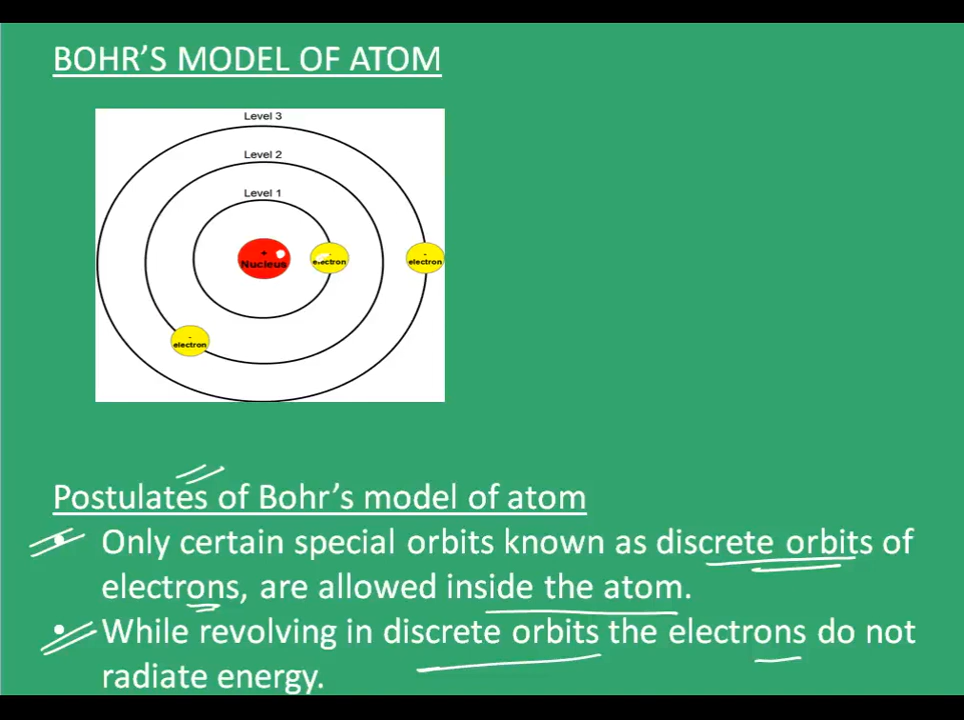 BOHR'S MODEL OF ATOM
Level 3
Level 2
Level 1
+
Nucleus
-
electron
-
electron
-
electron
Postulates of Bohr's model of atom
• Only certain special orbits known as discrete orbits of
electrons, are allowed inside the atom.
• While revolving in discrete orbits the electrons do not
radiate energy.